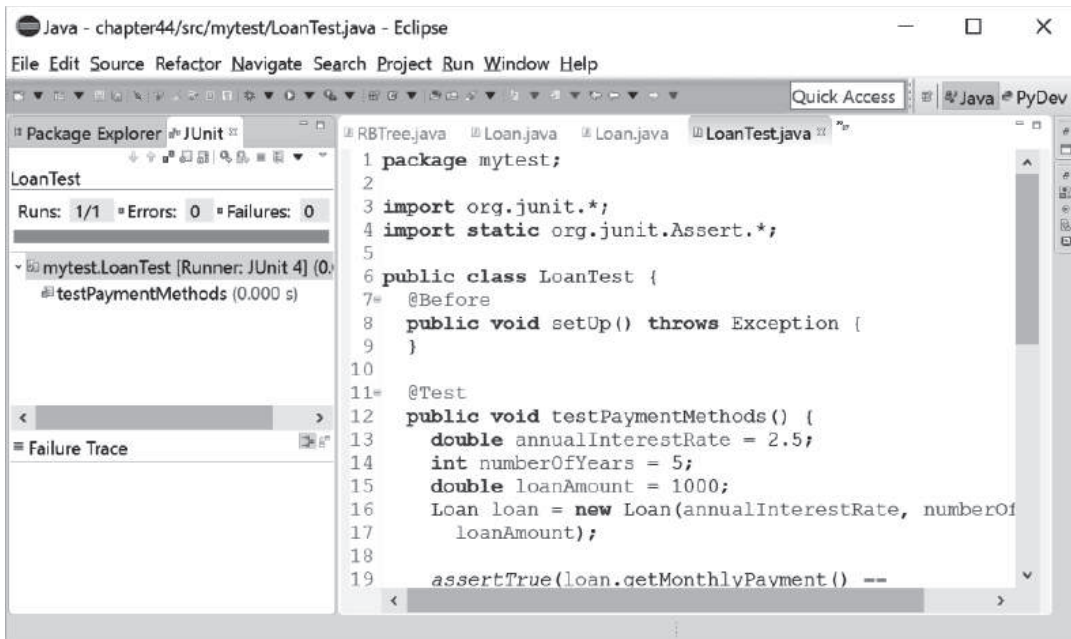 Java - chapter44/src/mytest/LoanTest.java - Eclipse
File Edit Source Refactor Navigate Search Project Run Window Help
Quick Access Java PyDev
Package Explorer JUnit
LoanTest
Runs: 1/1 Errors: 0 Failures: 0
mytest.LoanTest [Runner: JUnit 4] (0.
testPaymentMethods (0.000 s)
Failure Trace
RBTree.java Loan.java Loan.java LoanTest.java
1 package mytest;
2
3 import org.junit.*;
4 import static org.junit.Assert.*;
5
6 public class LoanTest {
7 @Before
8 public void setUp() throws Exception {
9 }
10
11 @Test
12 public void testPaymentMethods() {
13 double annualInterestRate = 2.5;
14 int numberOfYears = 5;
15 double loanAmount = 1000;
16 Loan loan = new Loan(annualInterestRate, numberOf
17 loanAmount);
18
19 assertTrue(loan.getMonthlyPayment() ==